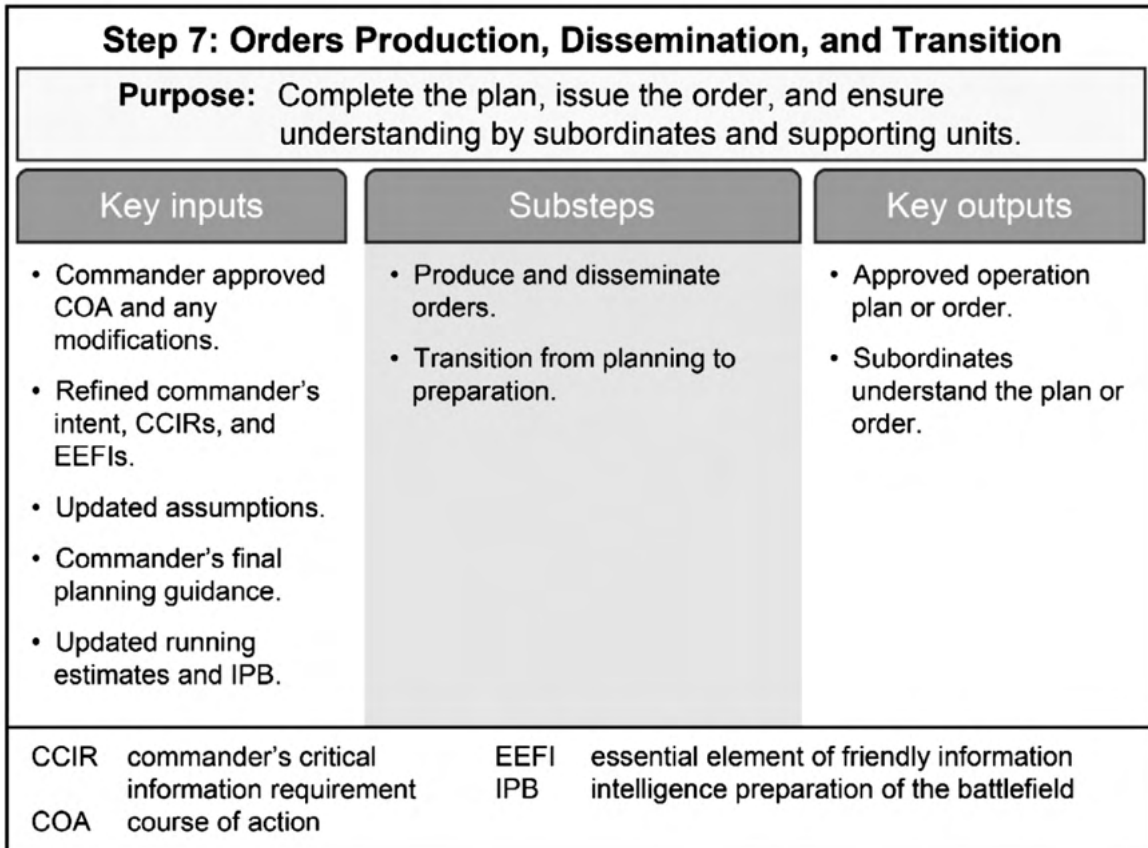 Step 7: Orders Production, Dissemination, and Transition
Purpose: Complete the plan, issue the order, and ensure
understanding by subordinates and supporting units.
Key inputs
• Commander approved
COA and any
modifications.
• Refined commander's
intent, CCIRs, and
EEFIs.
• Updated assumptions.
• Commander's final
planning guidance.
• Updated running
estimates and IPB.
Substeps
• Produce and disseminate
orders.
• Transition from planning to
preparation.
Key outputs
• Approved operation
plan or order.
• Subordinates
understand the plan or
order.
CCIR commander's critical
information requirement
COA course of action
EEFI essential element of friendly information
IPB intelligence preparation of the battlefield